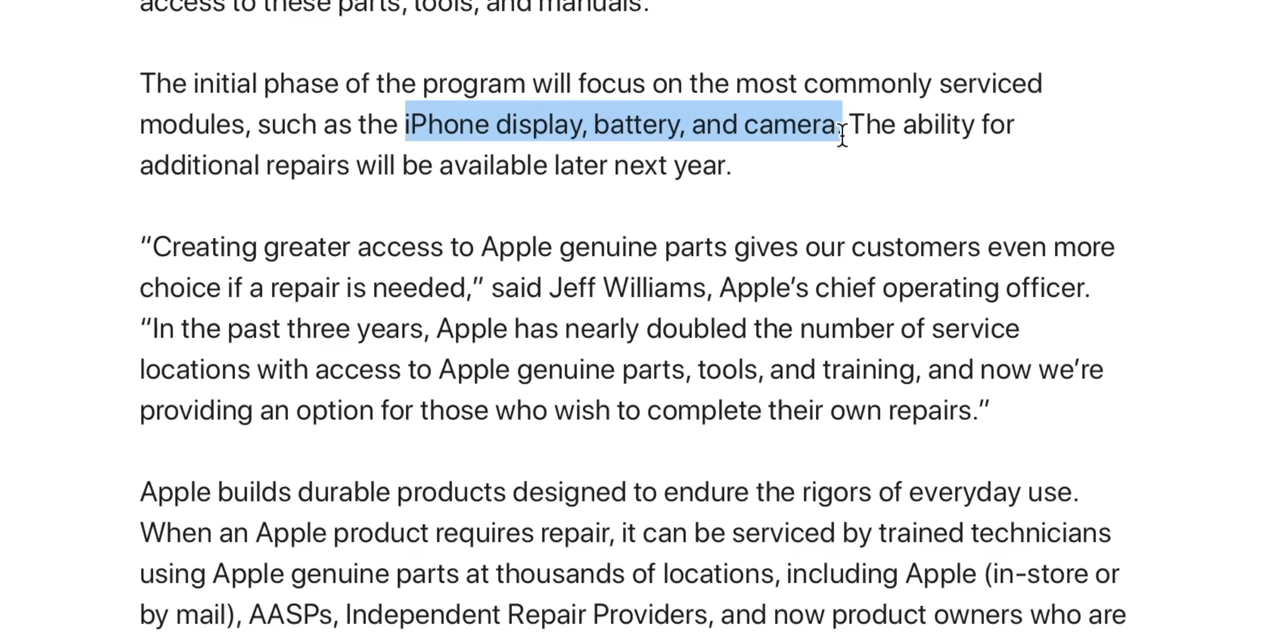 access to these parts, tools, and manuals.
The initial phase of the program will focus on the most commonly serviced
modules, such as the iPhone display, battery, and camera. The ability for
additional repairs will be available later next year.
“Creating greater access to Apple genuine parts gives our customers even more
choice if a repair is needed,” said Jeff Williams, Apple’s chief operating officer.
“In the past three years, Apple has nearly doubled the number of service
locations with access to Apple genuine parts, tools, and training, and now we’re
providing an option for those who wish to complete their own repairs.”
Apple builds durable products designed to endure the rigors of everyday use.
When an Apple product requires repair, it can be serviced by trained technicians
using Apple genuine parts at thousands of locations, including Apple (in-store or
by mail), AASPs, Independent Repair Providers, and now product owners who are